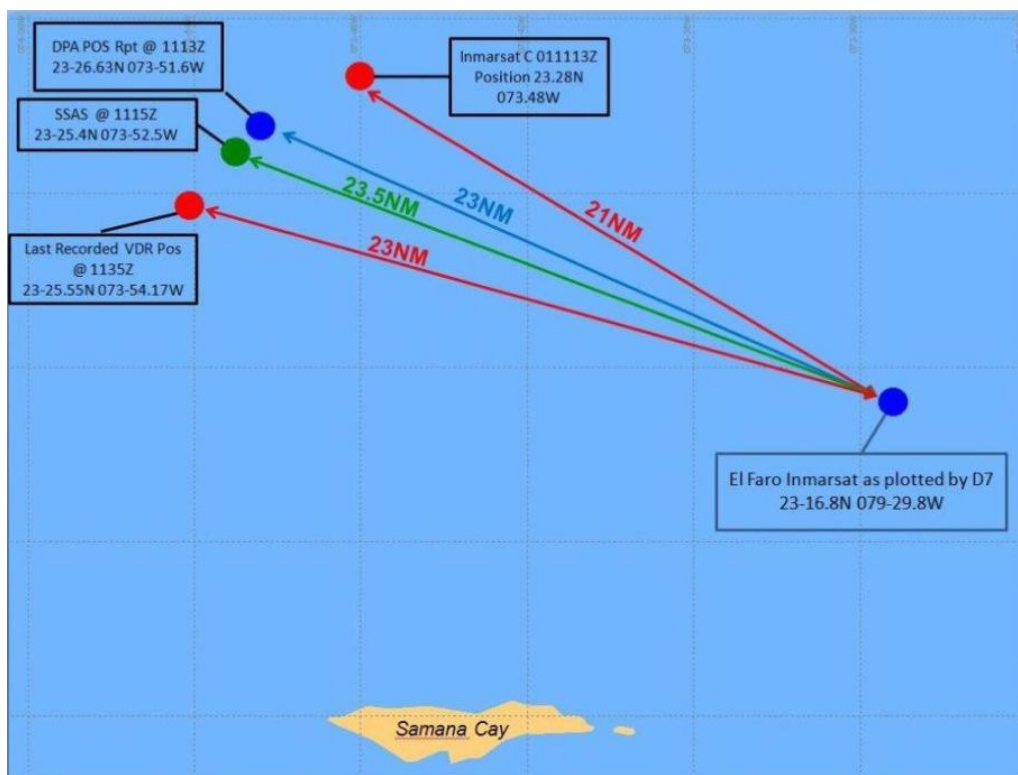 DPA POS Rpt @ 1113Z
23-26.63N 073-51.6W
Inmarsat C 011113Z
Position 23.28N
073.48W
SSAS @ 1115Z
23-25.4N 073-52.5W
23.5NM
23NM
21NM
23NM
Last Recorded VDR Pos
@ 1135Z
23-25.55N 073-54.17W
El Faro Inmarsat as plotted by D7
23-16.8N 079-29.8W
Samana Cay